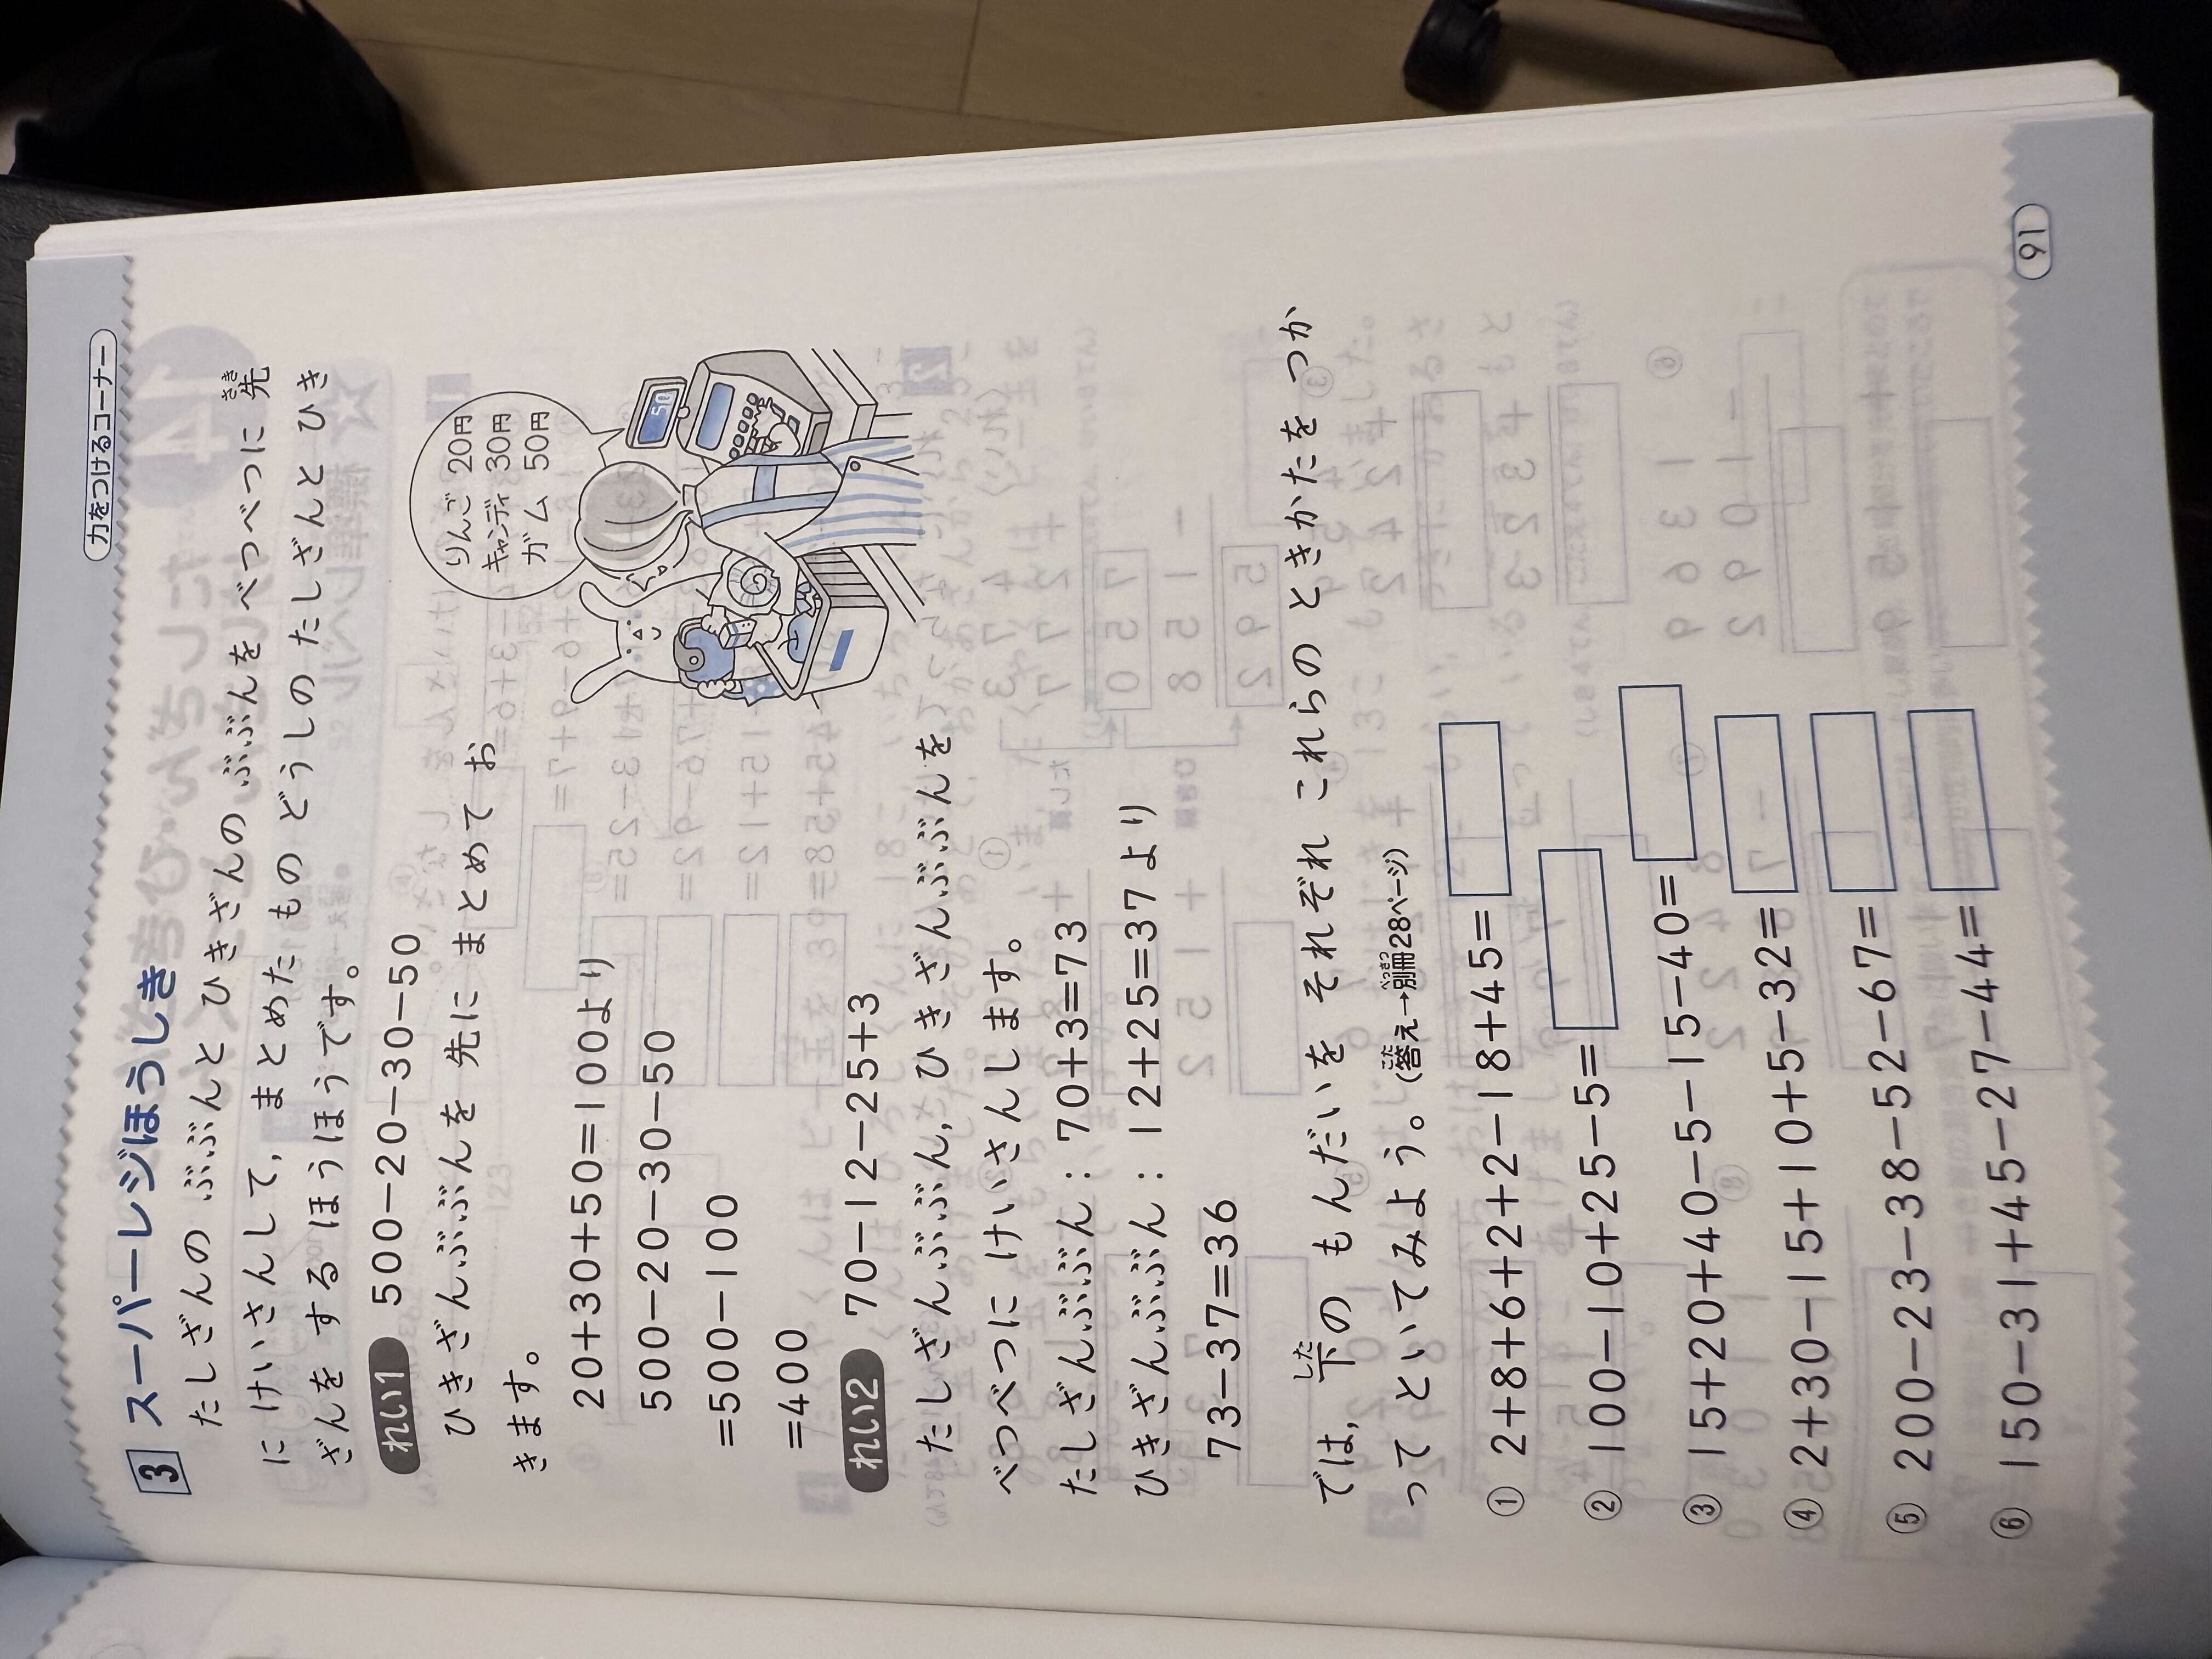 力をつけるコーナー
3 スーパーレジほうしき
たしざんの ぶぶんと ひきざんの ぶぶんを べつべつに 先
さき
に けいさんして, まとめた もの どうしの たしざんと ひき
ざんを する ほうほうです。
れい1 500-20-30-50
ひきざんぶぶんを 先に まとめて お
きます。
20+30+50=100より
500-20-30-50
=500-100
=400
りんご 20円
キャンディ 30円
ガム 50円
50
れい2 70-12-25+3
たしざんぶぶん, ひきざんぶぶんを
べつべつに けいさんします。
たしざんぶぶん:70+3=73
ひきざんぶぶん:12+25=37より
73-37=36
では, 下の もんだいを それぞれ これらの ときかたを つか
した
って といてみよう。(答え→別冊28ページ)
こた
べっさつ
① 2+8+6+2+2-18+45=
② 100-10+25-5=
③ 15+20+40-5-15-40=
④ 2+30-15+10+5-32=
⑤ 200-23-38-52-67=
⑥ 150-31+45-27-44=
91